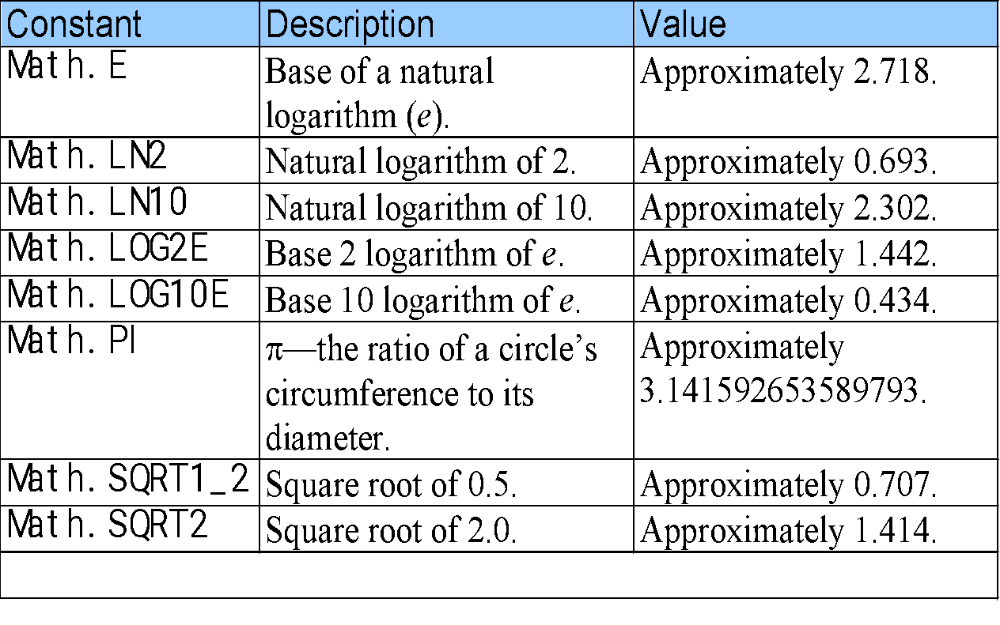 Constant Description Value
Math.E Base of a natural Approximately 2.718.
logarithm (e).
Math.LN2 Natural logarithm of 2. Approximately 0.693.
Math.LN10 Natural logarithm of 10. Approximately 2.302.
Math.LOG2E Base 2 logarithm of e. Approximately 1.442.
Math.LOG10E Base 10 logarithm of e. Approximately 0.434.
Math.PI π—the ratio of a circle’s Approximately
circumference to its 3.141592653589793.
diameter.
Math.SQRT1_2 Square root of 0.5. Approximately 0.707.
Math.SQRT2 Square root of 2.0. Approximately 1.414.